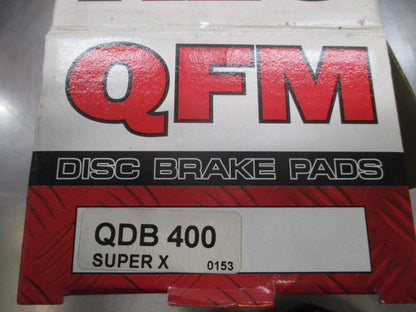 QFM
DISC BRAKE PADS
QDB 400
SUPER X 0153